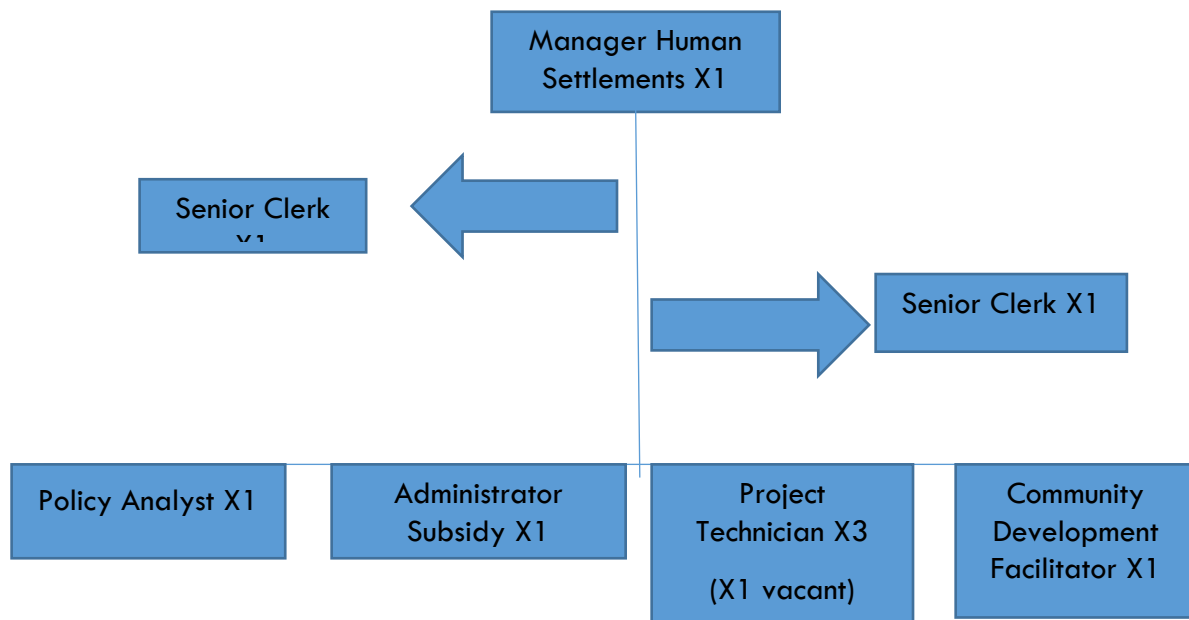 Manager Human
Settlements X1
Senior Clerk
X1
Senior Clerk X1
Policy Analyst X1
Administrator
Subsidy X1
Project
Technician X3
(X1 vacant)
Community
Development
Facilitator X1